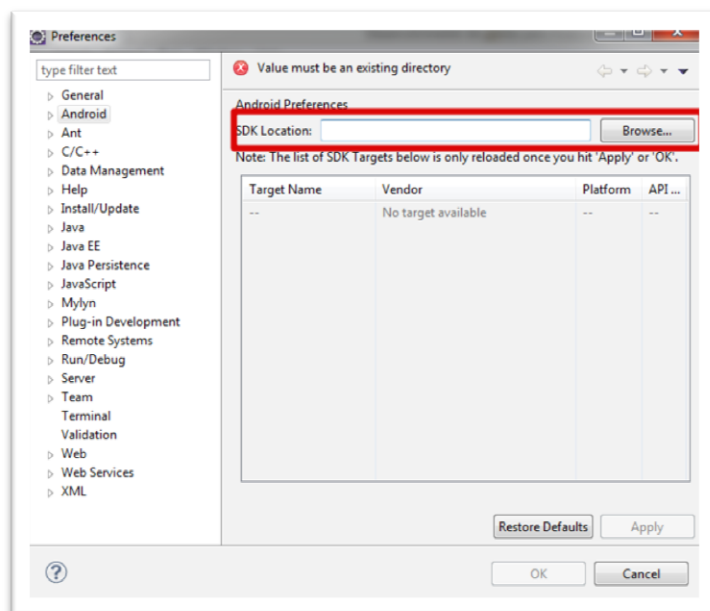 Preferences
type filter text
Value must be an existing directory
General
Android
Ant
C/C++
Data Management
Help
Install/Update
Java
Java EE
Java Persistence
JavaScript
Mylyn
Plug-in Development
Remote Systems
Run/Debug
Server
Team
Terminal
Validation
Web
Web Services
XML
Android Preferences
SDK Location:
Browse...
Note: The list of SDK Targets below is only reloaded once you hit 'Apply' or 'OK'.
Target Name Vendor Platform API ...
-- No target available -- --
Restore Defaults Apply
OK Cancel